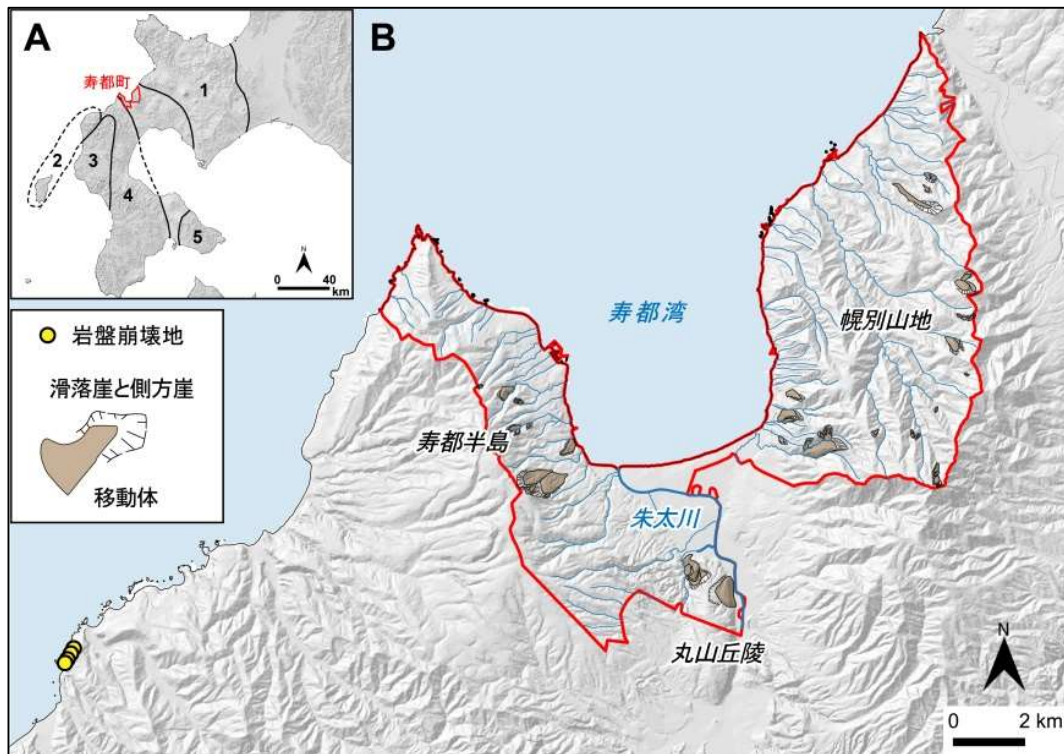 A
寿都町
1
2
3
4
5
N
0 40
km
B
寿都湾
幌別山地
寿都半島
朱太川
丸山丘陵
岩盤崩壊地
滑落崖と側方崖
移動体
N
0 2 km